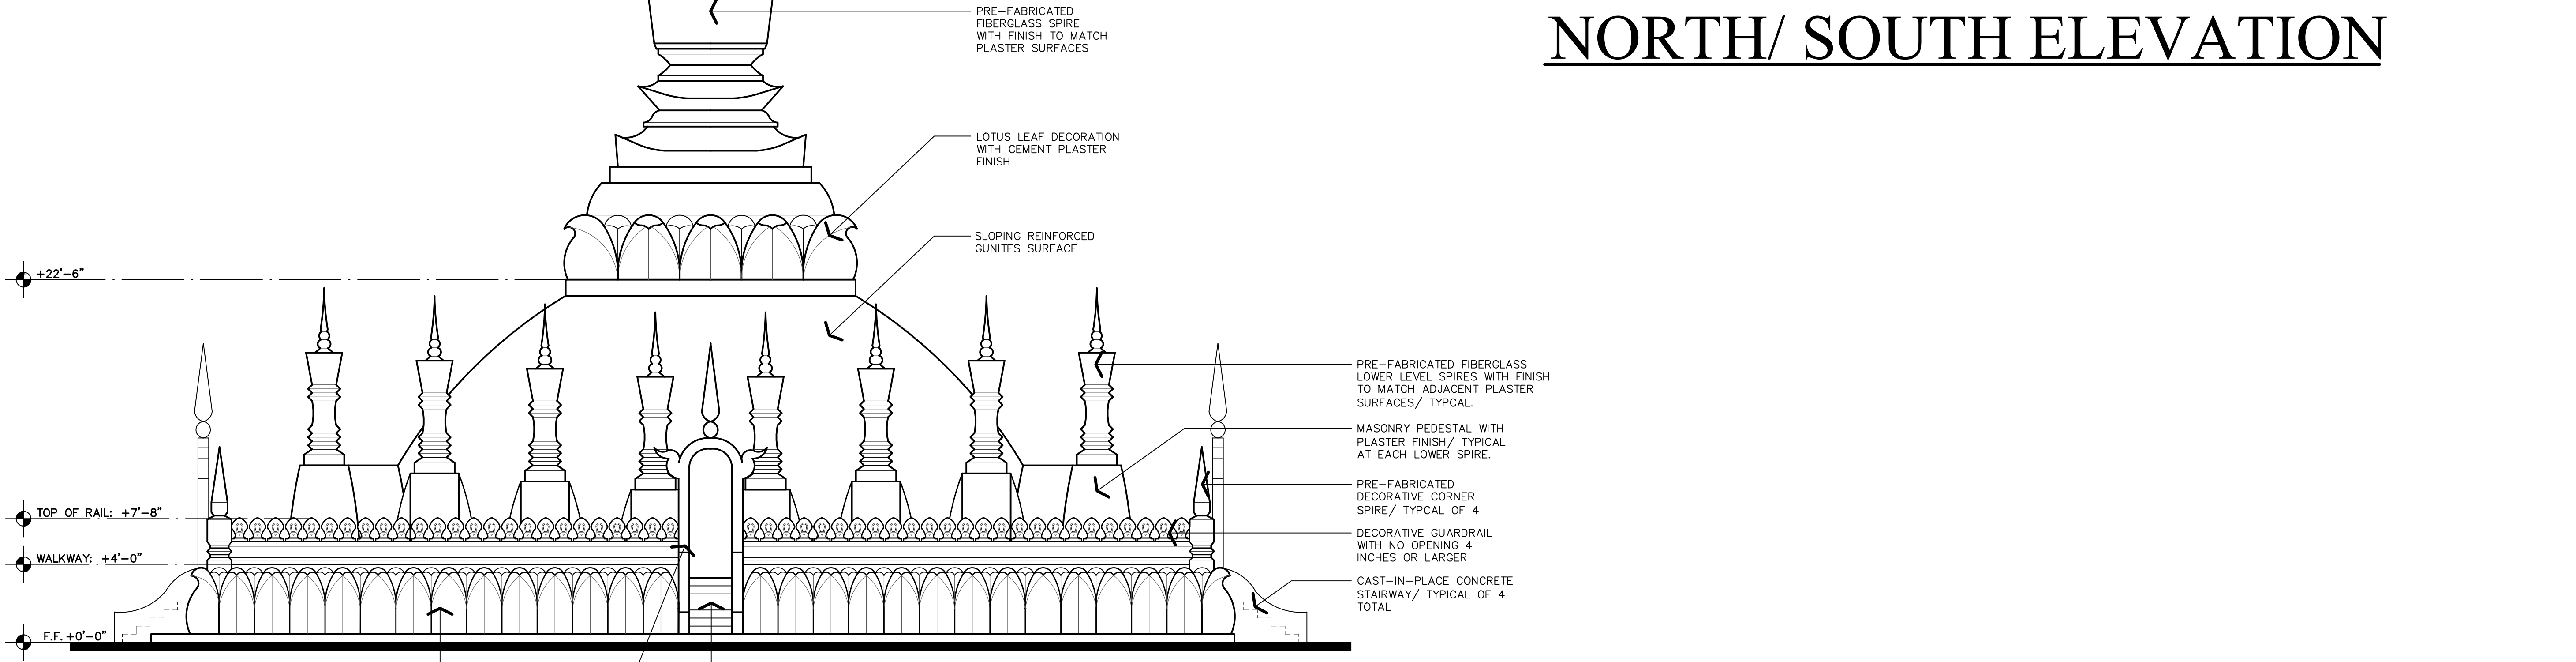 NORTH/ SOUTH ELEVATION
PRE-FABRICATED
FIBERGLASS SPIRE
WITH FINISH TO MATCH
PLASTER SURFACES
LOTUS LEAF DECORATION
WITH CEMENT PLASTER
FINISH
SLOPING REINFORCED
GUNITES SURFACE
+22'-6"
PRE-FABRICATED FIBERGLASS
LOWER LEVEL SPIRES WITH FINISH
TO MATCH ADJACENT PLASTER
SURFACES/ TYPCAL.
MASONRY PEDESTAL WITH
PLASTER FINISH/ TYPICAL
AT EACH LOWER SPIRE.
PRE-FABRICATED
DECORATIVE CORNER
SPIRE/ TYPCAL OF 4
TOP OF RAIL: +7'-8"
DECORATIVE GUARDRAIL
WITH NO OPENING 4
INCHES OR LARGER
WALKWAY: +4'-0"
CAST-IN-PLACE CONCRETE
STAIRWAY/ TYPICAL OF 4
TOTAL
F.F. +0'-0"